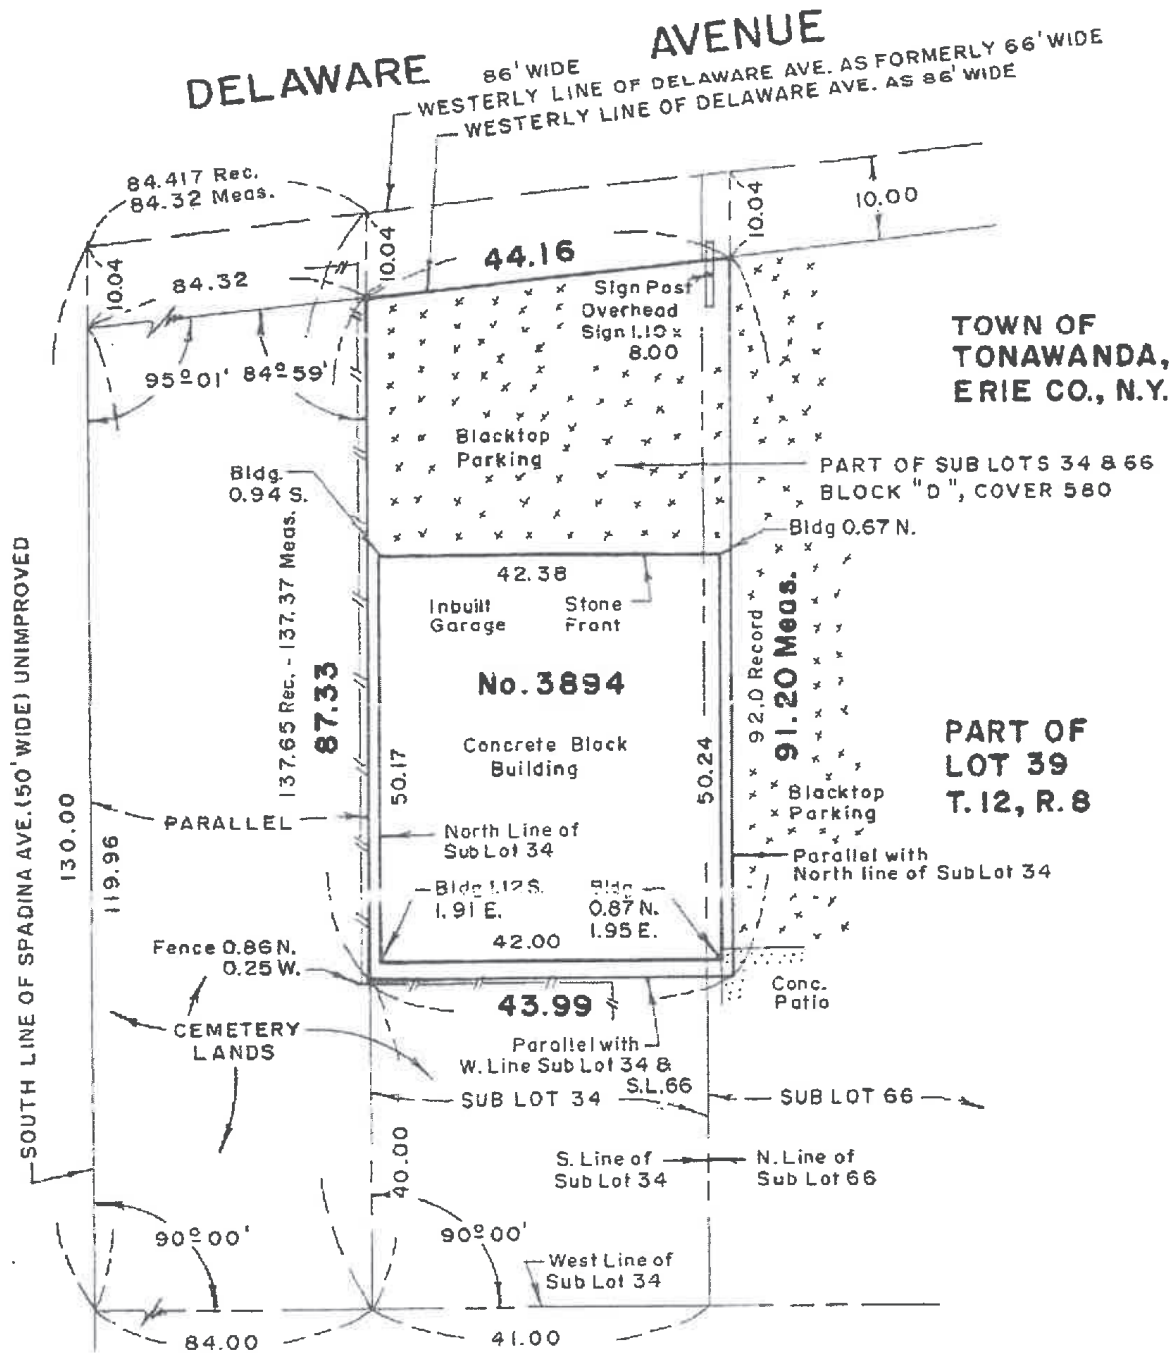 DELAWARE AVENUE
86' WIDE
WESTERLY LINE OF DELAWARE AVE. AS FORMERLY 66' WIDE
WESTERLY LINE OF DELAWARE AVE. AS 86' WIDE
84.417 Rec.
84.32 Meas.
10.04
10.04
10.04
10.00
84.32
44.16
95º01'
84º59'
Sign Post
Overhead
Sign 1.10 x
8.00
TOWN OF
TONAWANDA,
ERIE CO., N.Y.
Blacktop
Parking
PART OF SUB LOTS 34 & 66
BLOCK "D", COVER 580
Bldg.
0.94 S.
Bldg 0.67 N.
42.38
Inbuilt
Garage
Stone
Front
No. 3894
Concrete Block
Building
50.17
50.24
137.65 Rec. - 137.37 Meas.
87.33
92.0 Record
91.20 Meas.
PART OF
LOT 39
T. 12, R. 8
Blacktop
Parking
PARALLEL
North Line of
Sub Lot 34
Parallel with
North line of Sub Lot 34
130.00
119.96
Bldg 1.12 S.
1.91 E.
Bldg
0.87 N.
1.95 E.
42.00
Fence 0.86 N.
0.25 W.
43.99
Conc.
Patio
CEMETERY
LANDS
Parallel with
W. Line Sub Lot 34 &
S.L. 66
SUB LOT 34
SUB LOT 66
SOUTH LINE OF SPADINA AVE. (50' WIDE) UNIMPROVED
40.00
S. Line of
Sub Lot 34
N. Line of
Sub Lot 66
90º00'
90º00'
West Line of
Sub Lot 34
84.00
41.00